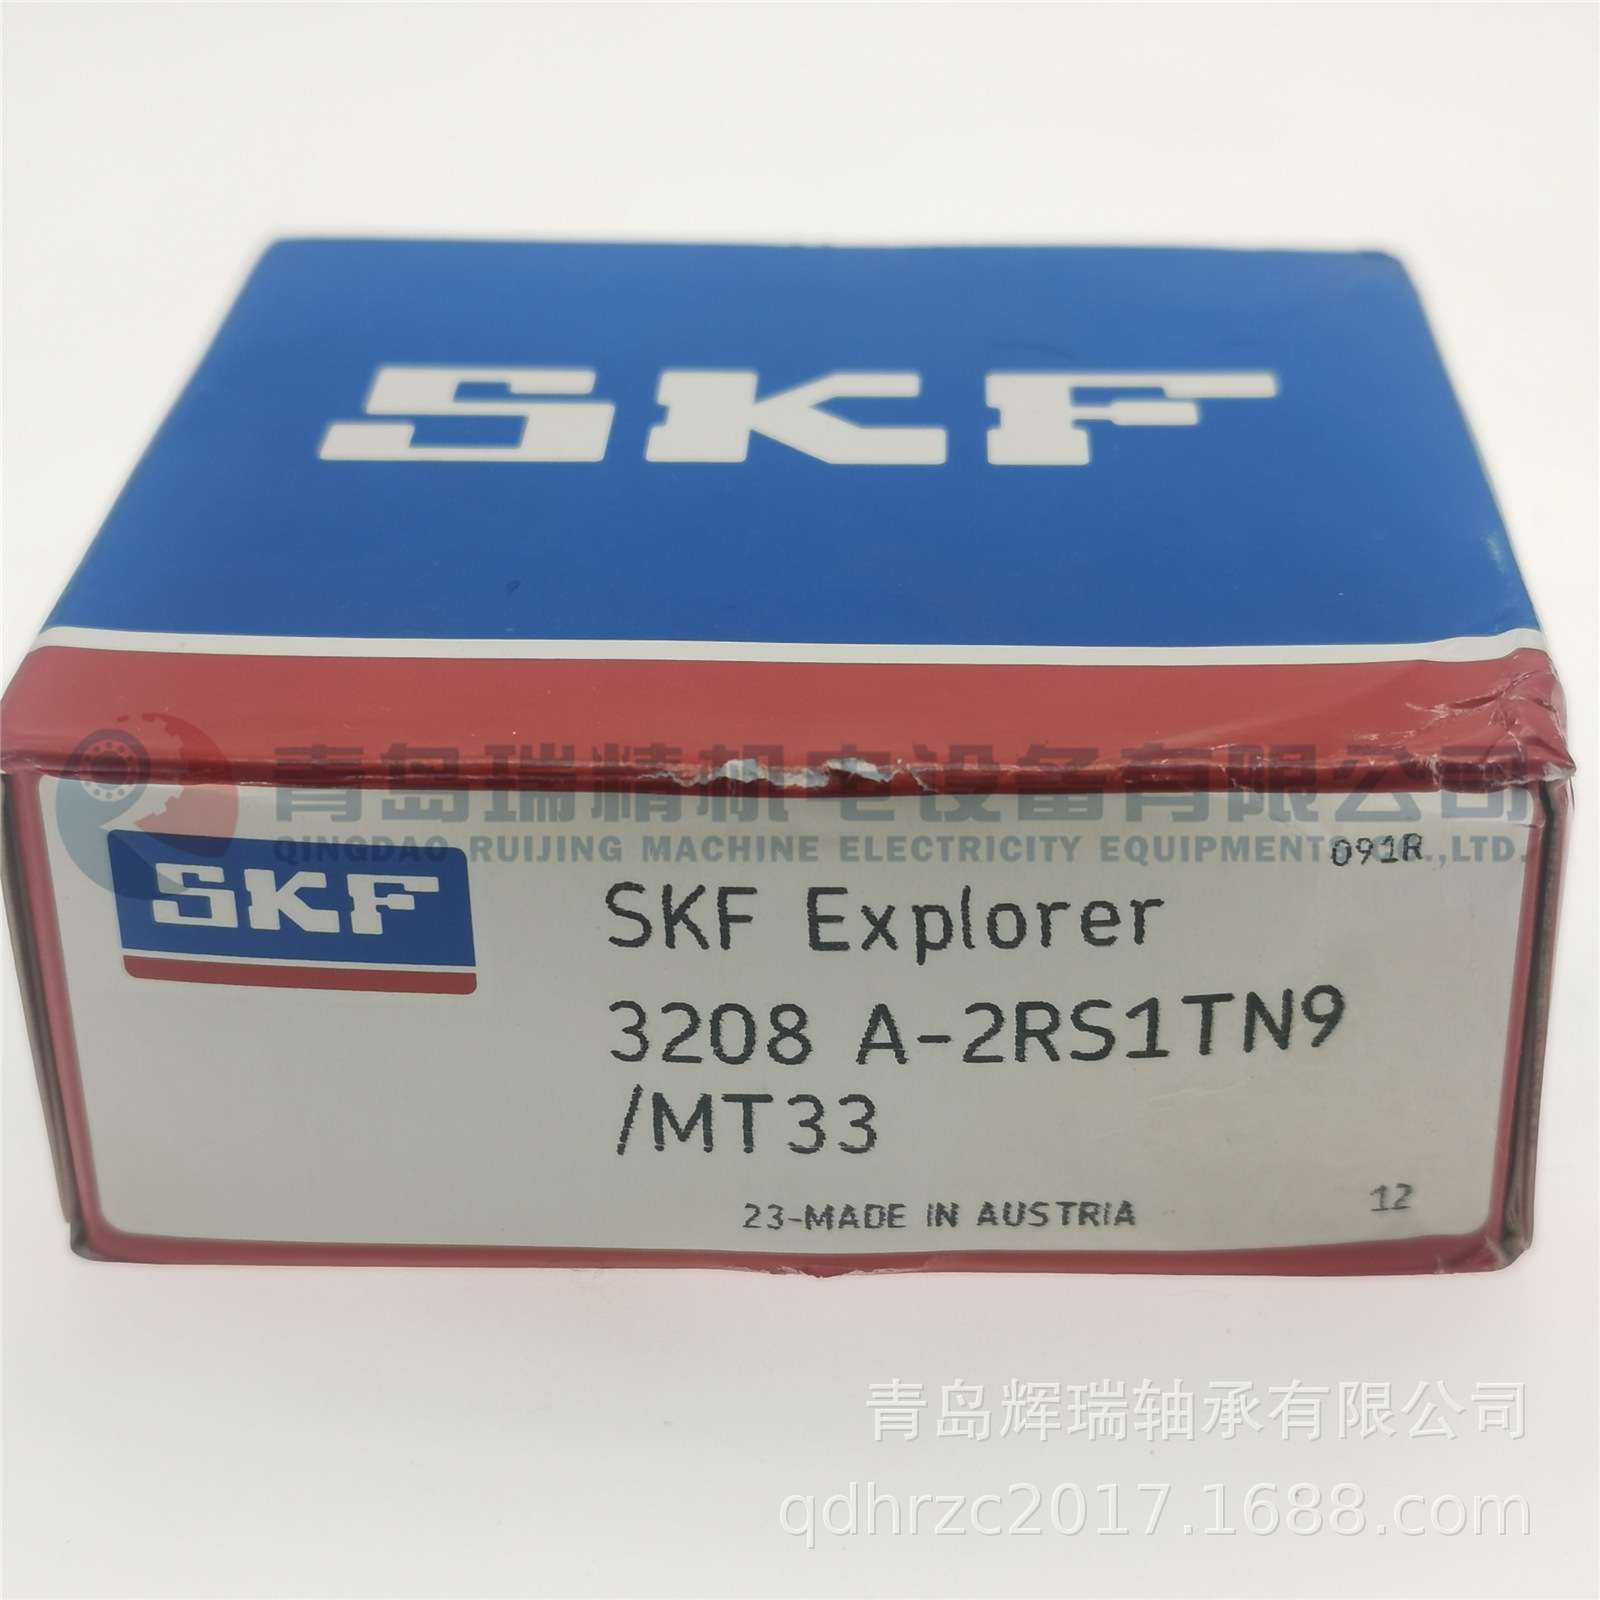 SKF
青岛瑞精机电设备有限公司
QINGDAO RUIJING MACHINE ELECTRICITY EQUIPMENT CO.,LTD.
091R
SKF
SKF Explorer
3208 A-2RS1TN9
/MT33
23-MADE IN AUSTRIA
12
青岛辉瑞轴承有限公司
qdhrzc2017.1688.com